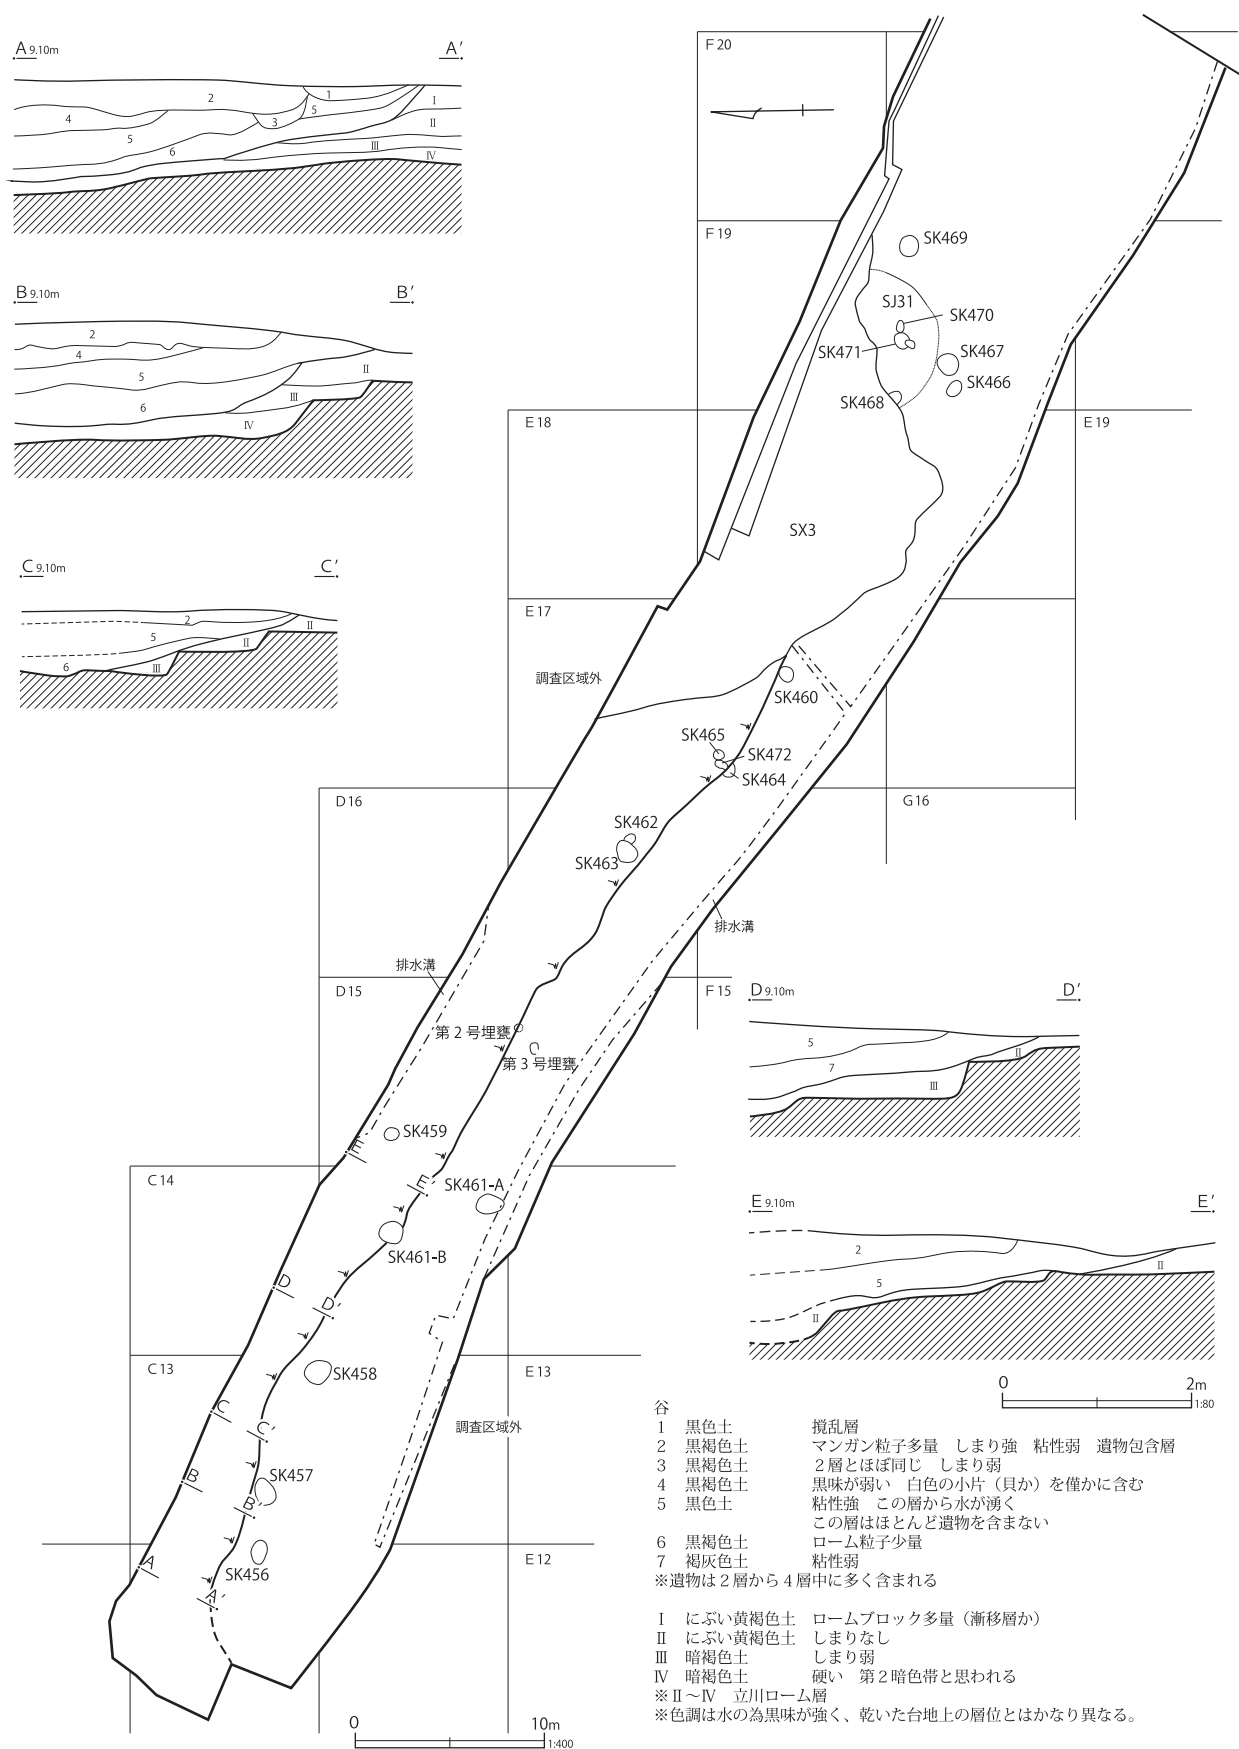 A 9.10m A′
1
2
3
4
5
5
6
Ⅰ
Ⅱ
Ⅲ
Ⅳ
B 9.10m B′
2
4
5
6
Ⅱ
Ⅲ
Ⅳ
C 9.10m C′
2
5
6
Ⅱ
Ⅱ
Ⅲ
F20
F19
SK469
SJ31
SK470
SK471
SK467
SK466
SK468
E18
E19
SX3
E17
調査区域外
SK460
SK465
SK472
SK464
D16
G16
SK462
SK463
排水溝
排水溝
D15
F15
第2号埋甕
第3号埋甕
SK459
E
E′
C14
SK461-A
SK461-B
D
D′
C13
E13
SK458
C
C′
調査区域外
SK457
B
B′
E12
SK456
A
A′
0 10m
1:400
D 9.10m D′
5
7
Ⅱ
Ⅲ
E 9.10m E′
2
5
Ⅱ
Ⅱ
0 2m
1:80
谷
1 黒色土 撹乱層
2 黒褐色土 マンガン粒子多量 しまり強 粘性弱 遺物包含層
3 黒褐色土 2層とほぼ同じ しまり弱
4 黒褐色土 黒味が弱い 白色の小片（貝か）を僅かに含む
5 黒色土 粘性強 この層から水が湧く
この層はほとんど遺物を含まない
6 黒褐色土 ローム粒子少量
7 褐灰色土 粘性弱
※遺物は2層から4層中に多く含まれる
Ⅰ にぶい黄褐色土 ロームブロック多量（漸移層か）
Ⅱ にぶい黄褐色土 しまりなし
Ⅲ 暗褐色土 しまり弱
Ⅳ 暗褐色土 硬い 第2暗色帯と思われる
※Ⅱ～Ⅳ 立川ローム層
※色調は水の為黒味が強く、乾いた台地上の層位とはかなり異なる。